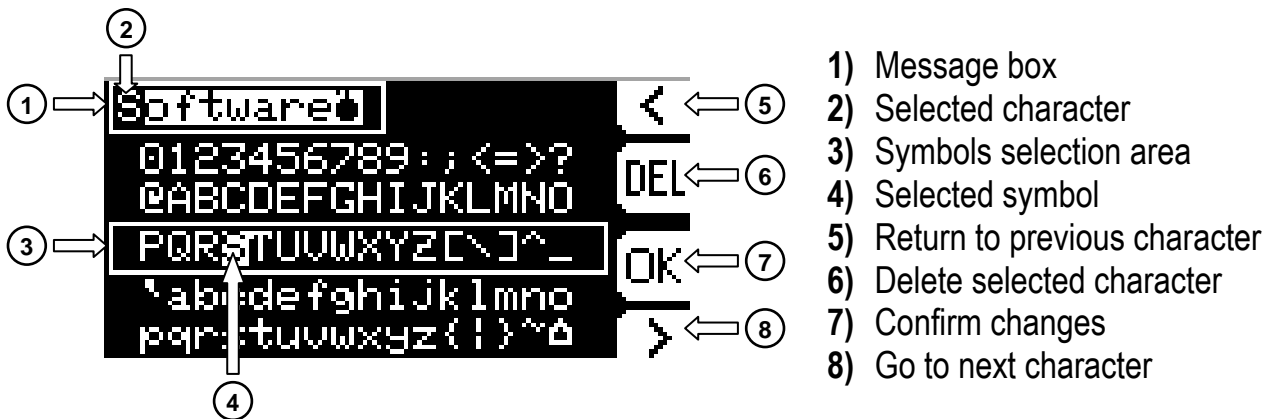 2
1
Software
<
5
0123456789:;<=>?
@ABCDEFGHIJKLMNO
DEL
6
3
PQRSTUVWXYZ[\]^_
OK
7
`abcdefghijklmno
pqrstuvwxyz{|}~
>
8
4
1) Message box
2) Selected character
3) Symbols selection area
4) Selected symbol
5) Return to previous character
6) Delete selected character
7) Confirm changes
8) Go to next character